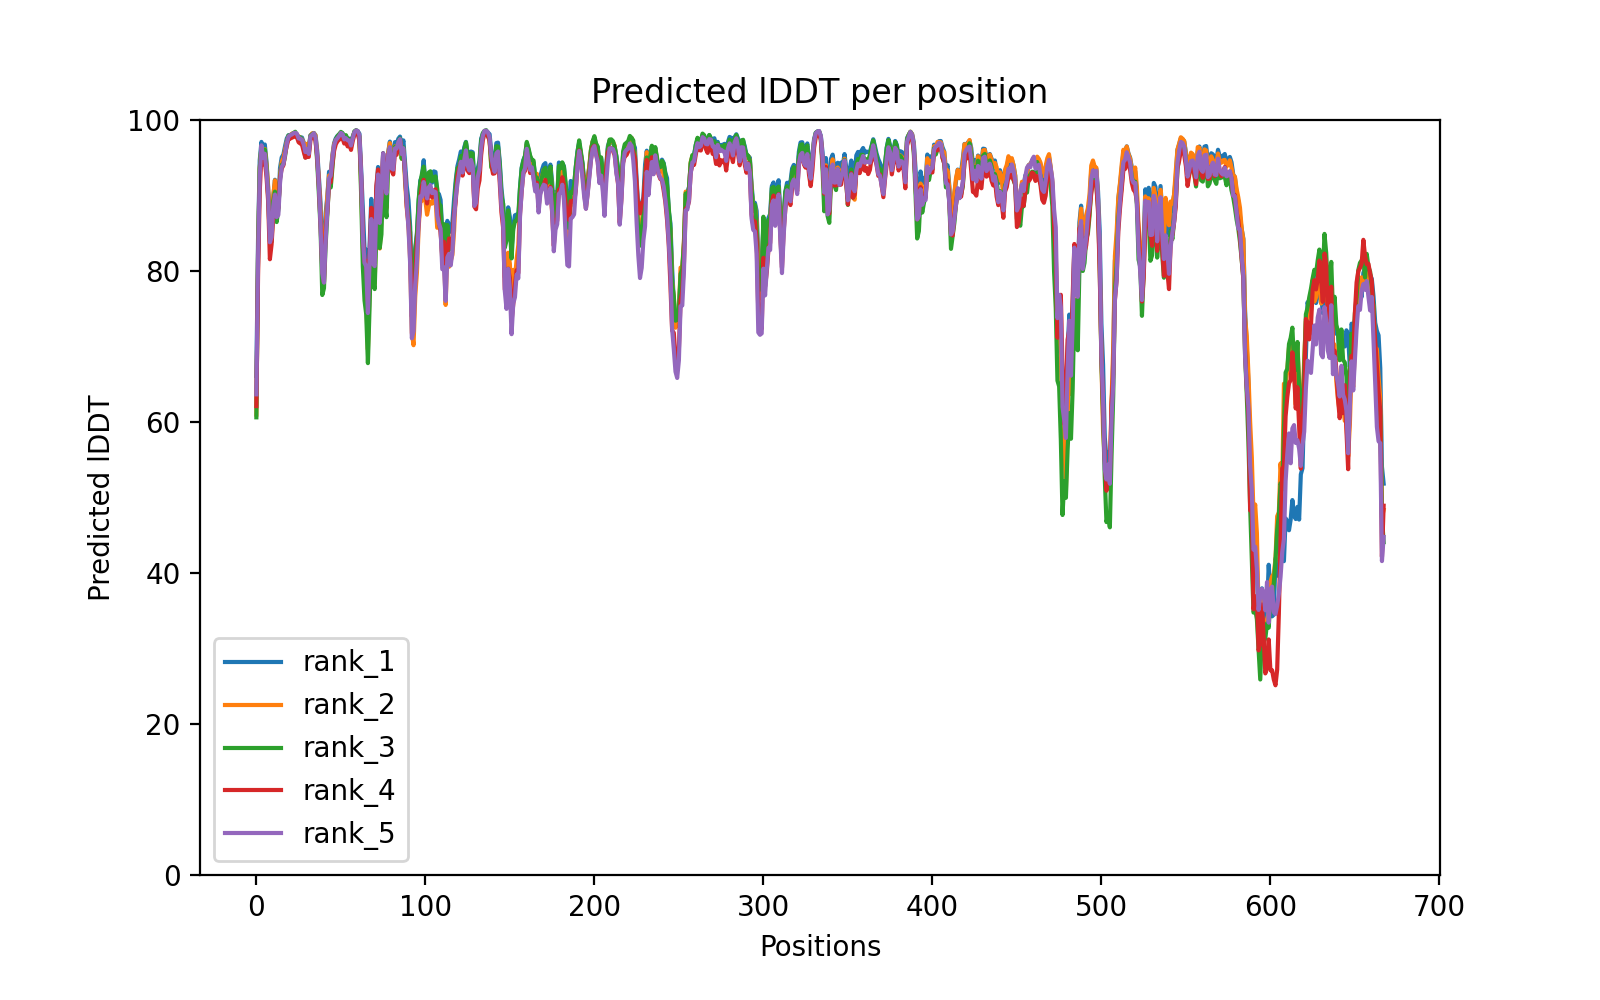 Predicted lDDT per position
Predicted lDDT
100
80
60
40
20
0
rank_1
rank_2
rank_3
rank_4
rank_5
0 100 200 300 400 500 600 700
Positions